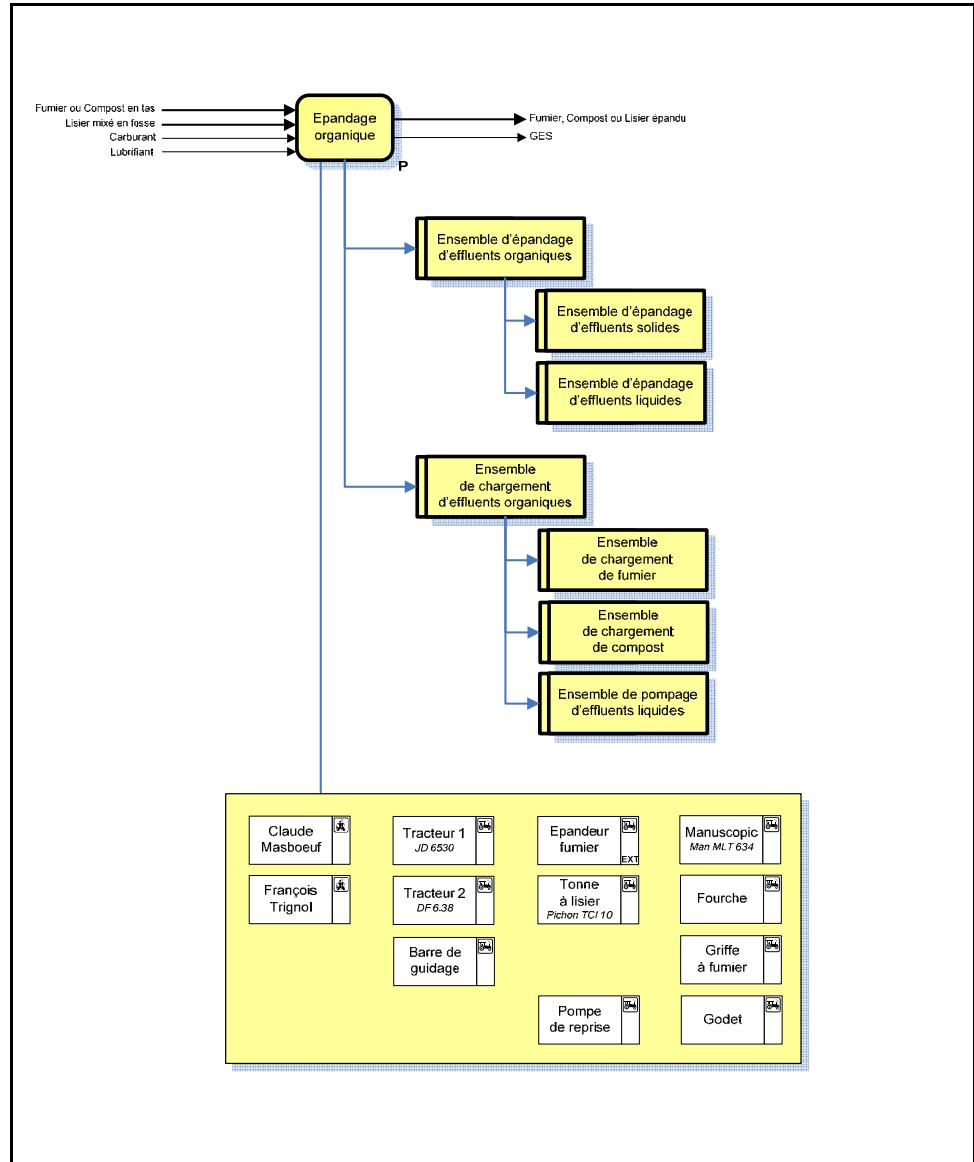 Fumier ou Compost en tas
Lisier mixé en fosse
Carburant
Lubrifiant
Epandage
organique
P
Fumier, Compost ou Lisier épandu
GES
Ensemble d'épandage
d'effluents organiques
Ensemble d'épandage
d'effluents solides
Ensemble d'épandage
d'effluents liquides
Ensemble
de chargement
d'effluents organiques
Ensemble
de chargement
de fumier
Ensemble
de chargement
de compost
Ensemble de pompage
d'effluents liquides
Claude
Masboeuf
Tracteur 1
JD 6530
Epandeur
fumier
EXT
Manuscopic
Man MLT 634
François
Trignol
Tracteur 2
DF 6.38
Tonne
à lisier
Pichon TCI 10
Fourche
Barre de
guidage
Griffe
à fumier
Pompe
de reprise
Godet